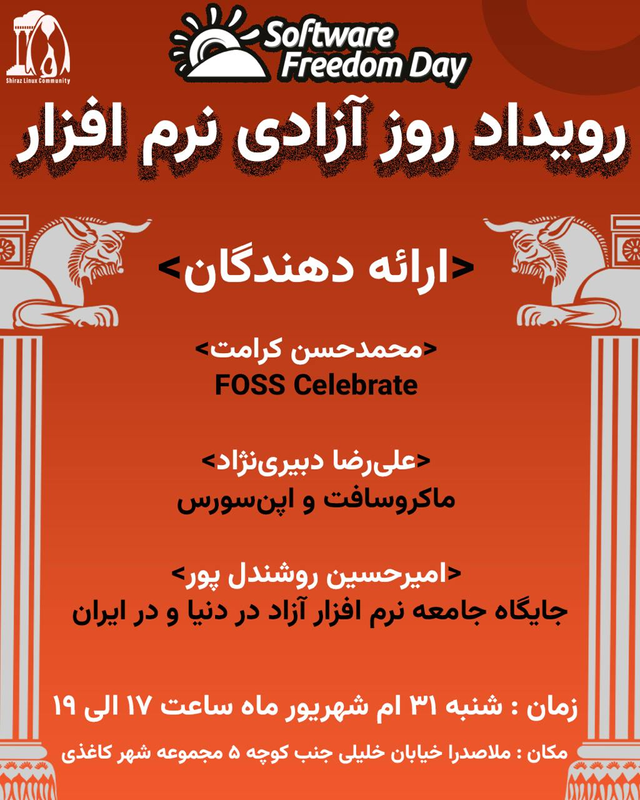 Shiraz Linux Community
Software
Freedom Day
رویداد روز آزادی نرم افزار
<ارائه دهندگان>
<محمدحسن کرامت>
FOSS Celebrate
<علی‌رضا دبیری‌نژاد>
ماکروسافت و اپن‌سورس
<امیرحسین روشندل پور>
جایگاه جامعه نرم افزار آزاد در دنیا و در ایران
زمان : شنبه ۳۱ ام شهریور ماه ساعت ۱۷ الی ۱۹
مکان : ملاصدرا خیابان خلیلی جنب کوچه ۵ مجموعه شهر کاغذی